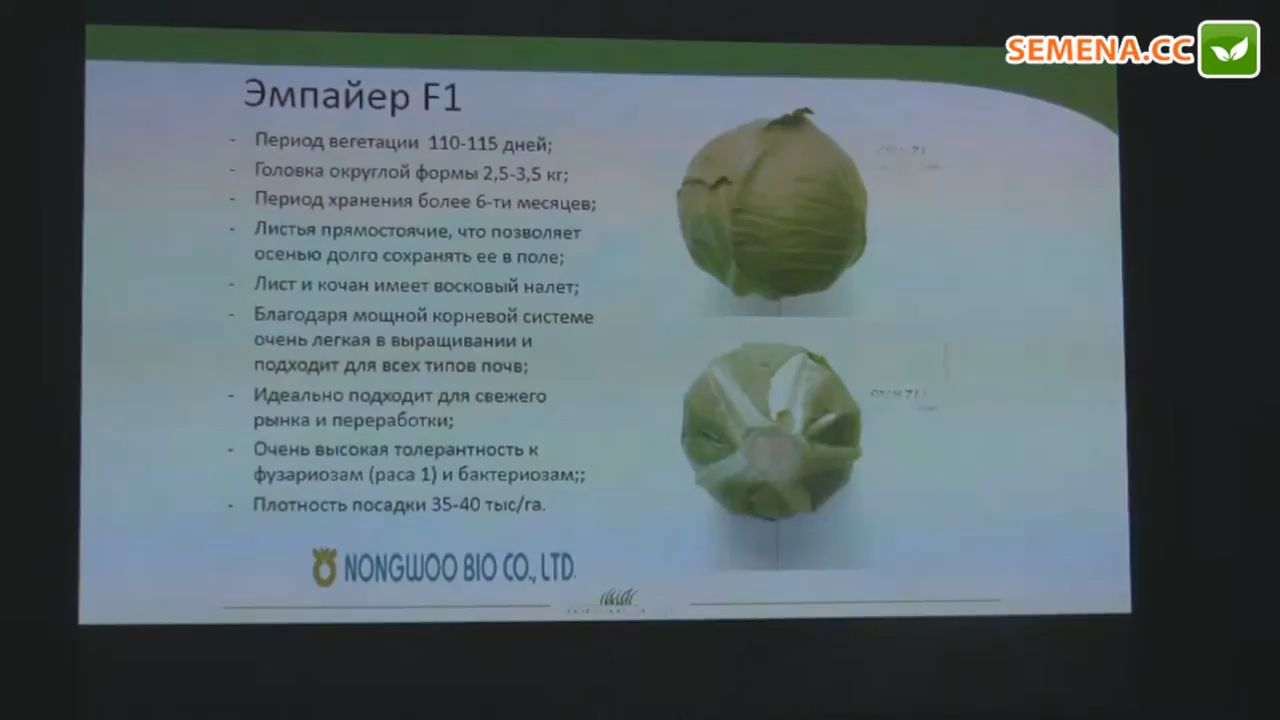 SEMENA.CC
Эмпайер F1
- Период вегетации 110-115 дней;
- Головка округлой формы 2,5-3,5 кг;
- Период хранения более 6-ти месяцев;
- Листья прямостоячие, что позволяет
осенью долго сохранять ее в поле;
- Лист и кочан имеет восковый налет;
- Благодаря мощной корневой системе
очень легкая в выращивании и
подходит для всех типов почв;
- Идеально подходит для свежего
рынка и переработки;
- Очень высокая толерантность к
фузариозам (раса 1) и бактериозам;;
- Плотность посадки 35-40 тыс/га.
NONGWOO BIO CO., LTD.